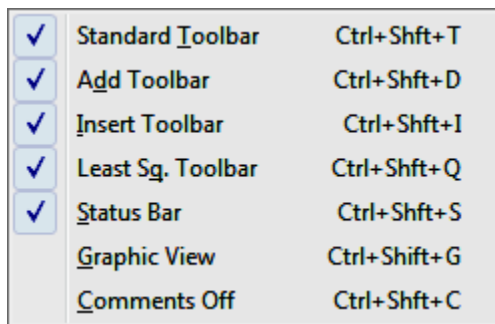 Standard Toolbar Ctrl+Shft+T
Add Toolbar Ctrl+Shft+D
Insert Toolbar Ctrl+Shft+I
Least Sq. Toolbar Ctrl+Shft+Q
Status Bar Ctrl+Shft+S
Graphic View Ctrl+Shift+G
Comments Off Ctrl+Shft+C